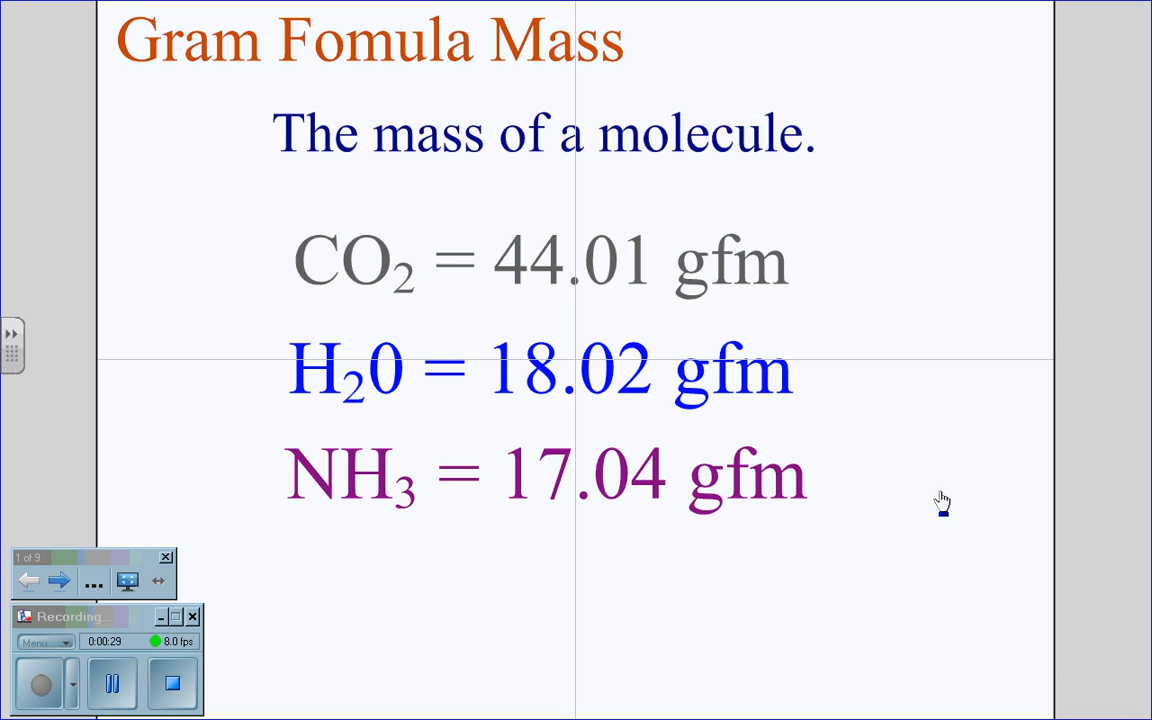 Gram Fomula Mass
The mass of a molecule.
CO₂ = 44.01 gfm
H₂0 = 18.02 gfm
NH₃ = 17.04 gfm
1 of 9
...
Recording...
Menu
0:00:29
8.0 fps